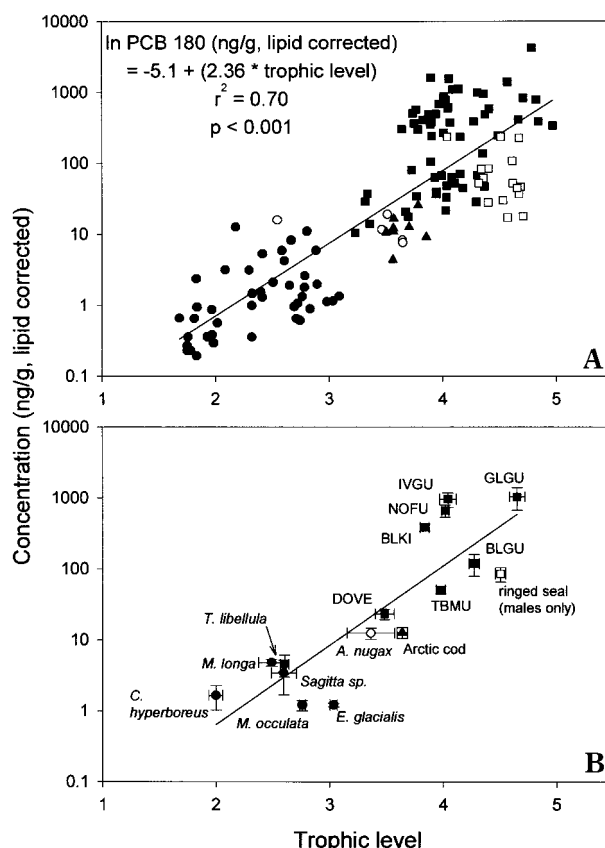 Concentration (ng/g, lipid corrected)
10000
1000
100
10
1
0.1
ln PCB 180 (ng/g, lipid corrected)
= -5.1 + (2.36 * trophic level)
r² = 0.70
p < 0.001
A
1
2
3
4
5
10000
1000
100
10
1
0.1
IVGU
GLGU
NOFU
BLKI
BLGU
DOVE
TBMU
ringed seal
(males only)
T. libellula
A. nugax
Arctic cod
M. longa
Sagitta sp.
C.
hyperboreus
M. occulata
E. glacialis
B
1
2
3
4
5
Trophic level